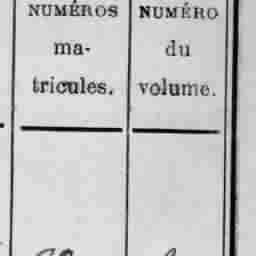 NUMÉROS
ma-
tricules.
NUMÉRO
du
volume.